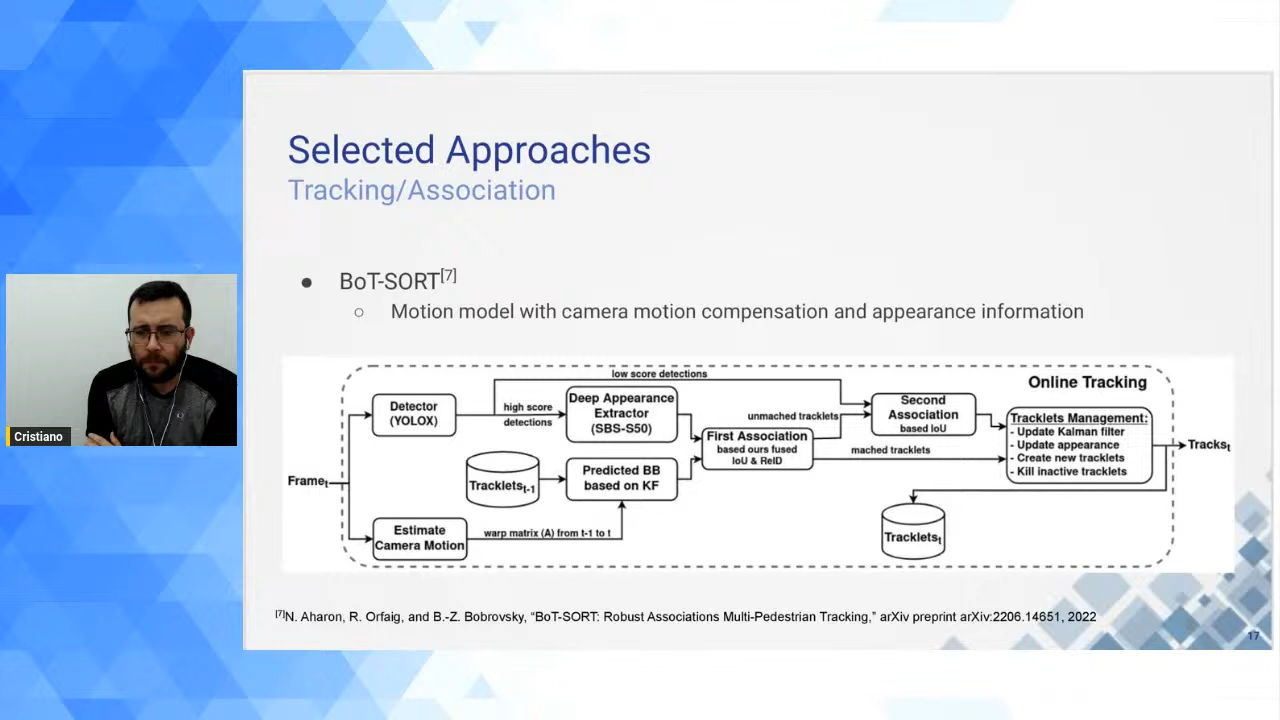 Selected Approaches
Tracking/Association
● BoT-SORT[7]
○ Motion model with camera motion compensation and appearance information
low score detections
Online Tracking
Detector
(YOLOX)
high score
detections
Deep Appearance
Extractor
(SBS-S50)
unmached tracklets
Second
Association
based IoU
First Association
based ours fused
IoU & ReID
mached tracklets
Tracklets Management:
- Update Kalman filter
- Update appearance
- Create new tracklets
- Kill inactive tracklets
Tracks_t
Frame_t
Tracklets_t-1
Predicted BB
based on KF
Estimate
Camera Motion
warp matrix (A) from t-1 to t
Tracklets_t
[7]N. Aharon, R. Orfaig, and B.-Z. Bobrovsky, “BoT-SORT: Robust Associations Multi-Pedestrian Tracking,” arXiv preprint arXiv:2206.14651, 2022
17
Cristiano